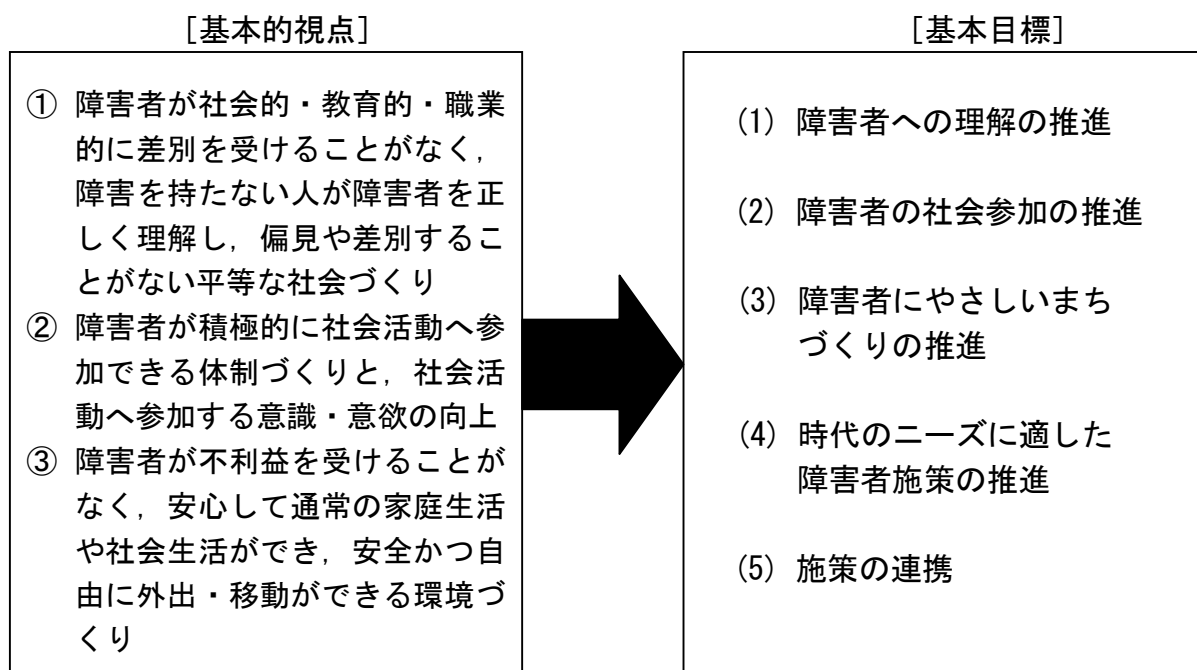 ［基本的視点］
① 障害者が社会的・教育的・職業
的に差別を受けることがなく，
障害を持たない人が障害者を正
しく理解し，偏見や差別するこ
とがない平等な社会づくり
② 障害者が積極的に社会活動へ参
加できる体制づくりと，社会活
動へ参加する意識・意欲の向上
③ 障害者が不利益を受けることが
なく，安心して通常の家庭生活
や社会生活ができ，安全かつ自
由に外出・移動ができる環境づ
くり
［基本目標］
(1) 障害者への理解の推進
(2) 障害者の社会参加の推進
(3) 障害者にやさしいまち
づくりの推進
(4) 時代のニーズに適した
障害者施策の推進
(5) 施策の連携